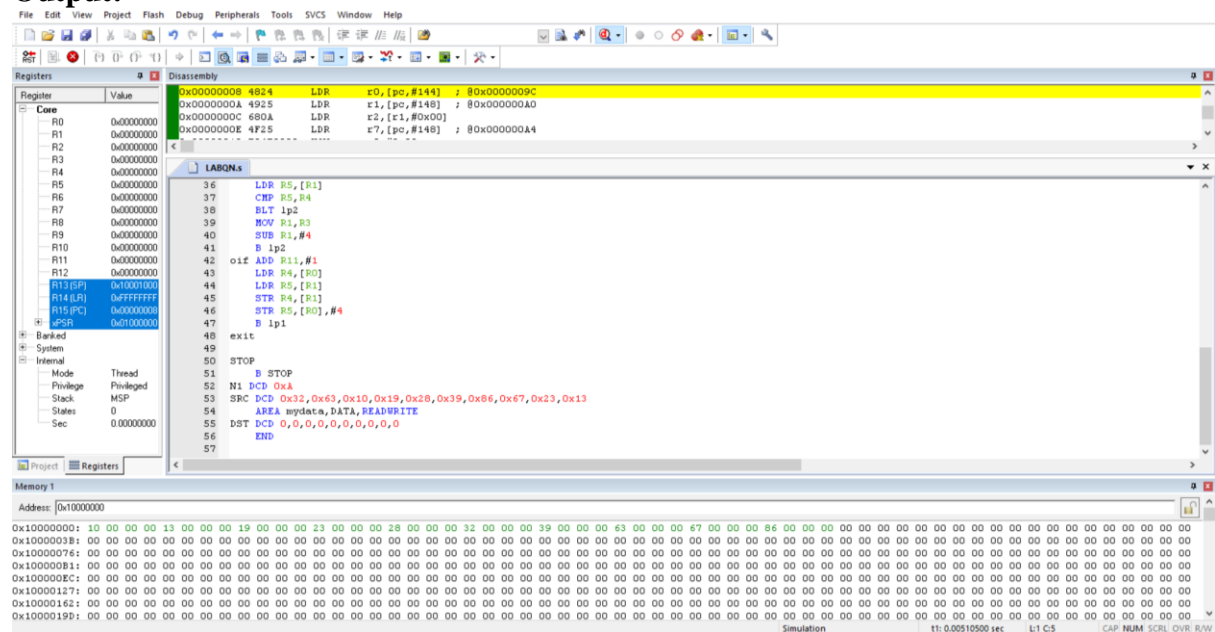 File Edit View Project Flash Debug Peripherals Tools SVCS Window Help
Registers
Register Value
Core
R0 0x00000000
R1 0x00000000
R2 0x00000000
R3 0x00000000
R4 0x00000000
R5 0x00000000
R6 0x00000000
R7 0x00000000
R8 0x00000000
R9 0x00000000
R10 0x00000000
R11 0x00000000
R12 0x00000000
R13 (SP) 0x10001000
R14 (LR) 0xFFFFFFFF
R15 (PC) 0x00000008
xPSR 0x01000000
Banked
System
Internal
Mode Thread
Privilege Privileged
Stack MSP
States 0
Sec 0.00000000
Project Registers
Disassembly
0x00000008 4824 LDR r0,[pc,#144] ; @0x0000009C
0x0000000A 4925 LDR r1,[pc,#148] ; @0x000000A0
0x0000000C 680A LDR r2,[r1,#0x00]
0x0000000E 4F25 LDR r7,[pc,#148] ; @0x000000A4
LABQN.s
36 LDR R5,[R1]
37 CMP R5,R4
38 BLT lp2
39 MOV R1,R3
40 SUB R1,#4
41 B lp2
42 oif ADD R11,#1
43 LDR R4,[R0]
44 LDR R5,[R1]
45 STR R4,[R1]
46 STR R5,[R0],#4
47 B lp1
48 exit
49
50 STOP
51 B STOP
52 N1 DCD 0xA
53 SRC DCD 0x32,0x63,0x10,0x19,0x28,0x39,0x86,0x67,0x23,0x13
54 AREA mydata,DATA,READWRITE
55 DST DCD 0,0,0,0,0,0,0,0,0,0
56 END
57
Memory 1
Address: 0x10000000
0x10000000: 10 00 00 00 13 00 00 00 19 00 00 00 23 00 00 00 28 00 00 00 32 00 00 00 39 00 00 00 63 00 00 00 67 00 00 00 86 00 00 00 00 00 00 00 00 00 00 00 00 00 00 00 00 00 00 00 00 00 00
0x1000003B: 00 00 00 00 00 00 00 00 00 00 00 00 00 00 00 00 00 00 00 00 00 00 00 00 00 00 00 00 00 00 00 00 00 00 00 00 00 00 00 00 00 00 00 00 00 00 00 00 00 00 00 00 00 00 00 00 00 00 00
0x10000076: 00 00 00 00 00 00 00 00 00 00 00 00 00 00 00 00 00 00 00 00 00 00 00 00 00 00 00 00 00 00 00 00 00 00 00 00 00 00 00 00 00 00 00 00 00 00 00 00 00 00 00 00 00 00 00 00 00 00 00
0x100000B1: 00 00 00 00 00 00 00 00 00 00 00 00 00 00 00 00 00 00 00 00 00 00 00 00 00 00 00 00 00 00 00 00 00 00 00 00 00 00 00 00 00 00 00 00 00 00 00 00 00 00 00 00 00 00 00 00 00 00 00
0x100000EC: 00 00 00 00 00 00 00 00 00 00 00 00 00 00 00 00 00 00 00 00 00 00 00 00 00 00 00 00 00 00 00 00 00 00 00 00 00 00 00 00 00 00 00 00 00 00 00 00 00 00 00 00 00 00 00 00 00 00 00
0x10000127: 00 00 00 00 00 00 00 00 00 00 00 00 00 00 00 00 00 00 00 00 00 00 00 00 00 00 00 00 00 00 00 00 00 00 00 00 00 00 00 00 00 00 00 00 00 00 00 00 00 00 00 00 00 00 00 00 00 00 00
0x10000162: 00 00 00 00 00 00 00 00 00 00 00 00 00 00 00 00 00 00 00 00 00 00 00 00 00 00 00 00 00 00 00 00 00 00 00 00 00 00 00 00 00 00 00 00 00 00 00 00 00 00 00 00 00 00 00 00 00 00 00
0x1000019D: 00 00 00 00 00 00 00 00 00 00 00 00 00 00 00 00 00 00 00 00 00 00 00 00 00 00 00 00 00 00 00 00 00 00 00 00 00 00 00 00 00 00 00 00 00 00 00 00 00 00 00 00 00 00 00 00 00 00 00
Simulation t1: 0.00510500 sec L:1 C:5 CAP NUM SCRL OVR R/W